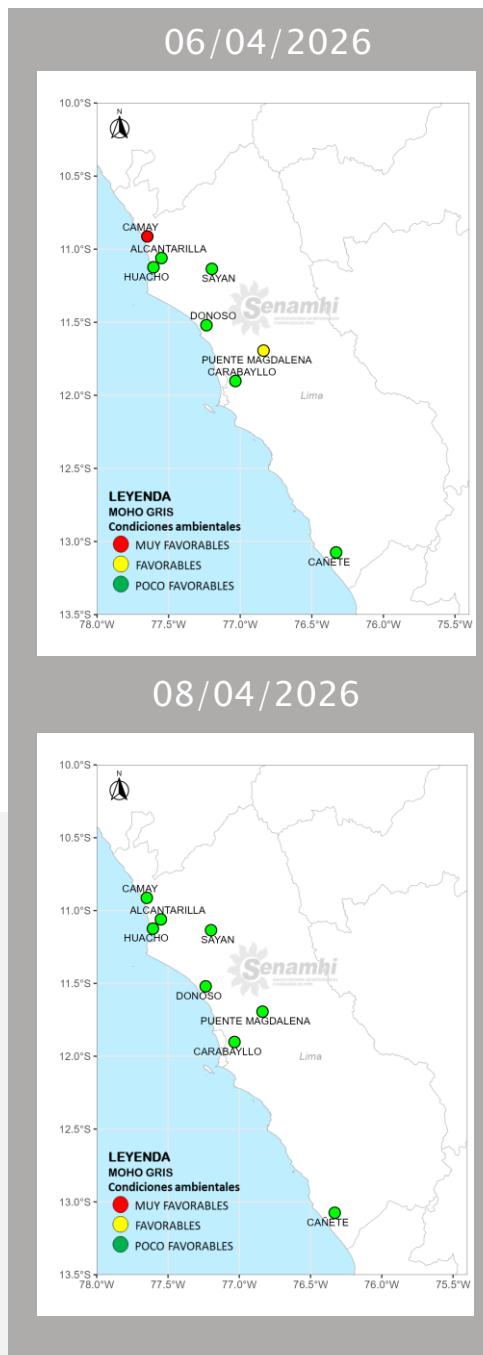 06/04/2026
N
10.0°S
10.5°S
CAMAY
11.0°S
ALCANTARILLA
HUACHO
SAYAN
Senamhi
11.5°S
DONOSO
PUENTE MAGDALENA
CARABAYLLO
12.0°S
Lima
12.5°S
LEYENDA
MOHO GRIS
Condiciones ambientales
13.0°S
MUY FAVORABLES
CAÑETE
FAVORABLES
POCO FAVORABLES
13.5°S
78.0°W 77.5°W 77.0°W 76.5°W 76.0°W 75.5°W
08/04/2026
10.0°S
N
10.5°S
CAMAY
11.0°S
ALCANTARILLA
HUACHO
SAYAN
Senamhi
11.5°S
DONOSO
PUENTE MAGDALENA
CARABAYLLO
12.0°S
Lima
12.5°S
LEYENDA
MOHO GRIS
Condiciones ambientales
13.0°S
MUY FAVORABLES
CAÑETE
FAVORABLES
POCO FAVORABLES
13.5°S
78.0°W 77.5°W 77.0°W 76.5°W 76.0°W 75.5°W